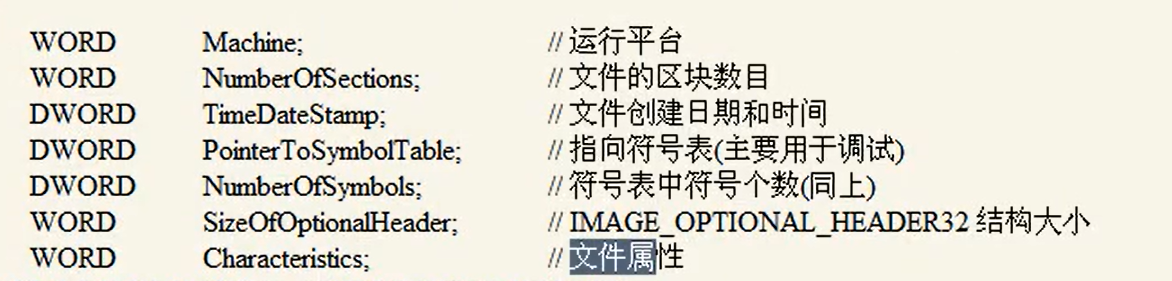 WORD Machine; // 运行平台
WORD NumberOfSections; // 文件的区块数目
DWORD TimeDateStamp; // 文件创建日期和时间
DWORD PointerToSymbolTable; // 指向符号表(主要用于调试)
DWORD NumberOfSymbols; // 符号表中符号个数(同上)
WORD SizeOfOptionalHeader; // IMAGE_OPTIONAL_HEADER32 结构大小
WORD Characteristics; // 文件属性